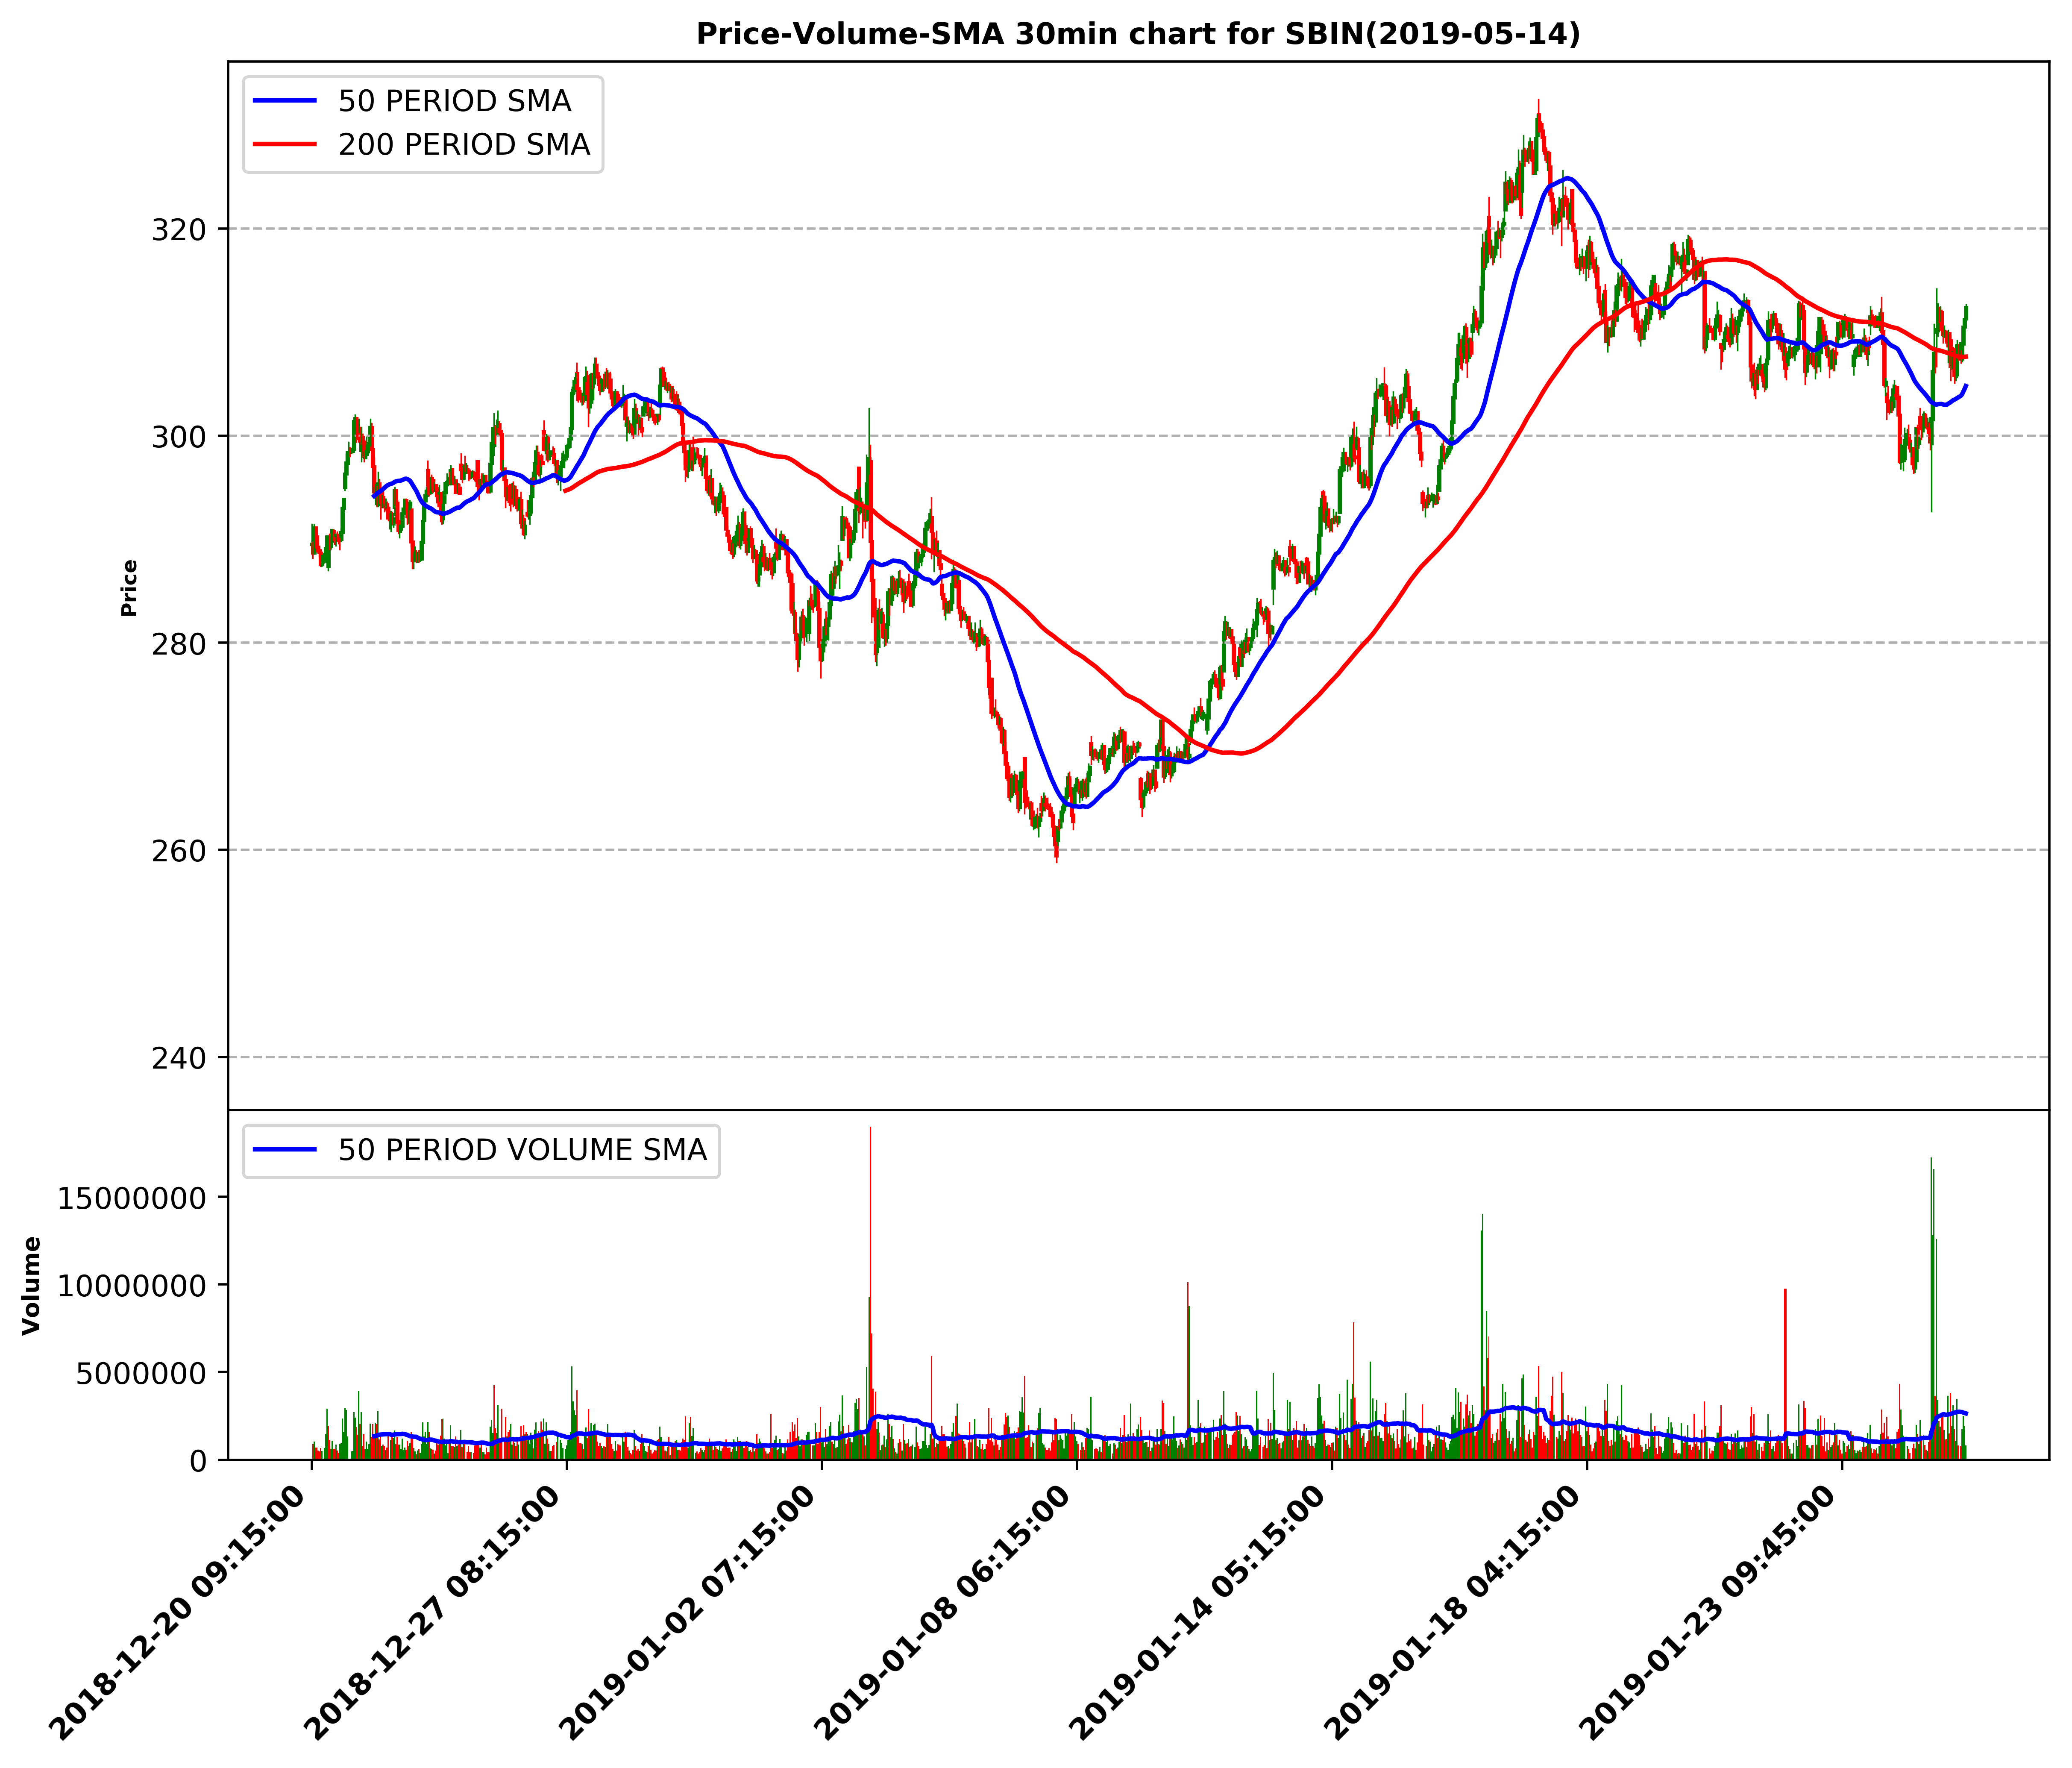 Price-Volume-SMA 30min chart for SBIN(2019-05-14)
50 PERIOD SMA
200 PERIOD SMA
320
300
280
260
240
Price
50 PERIOD VOLUME SMA
15000000
10000000
5000000
0
Volume
2018-12-20 09:15:00
2018-12-27 08:15:00
2019-01-02 07:15:00
2019-01-08 06:15:00
2019-01-14 05:15:00
2019-01-18 04:15:00
2019-01-23 09:45:00